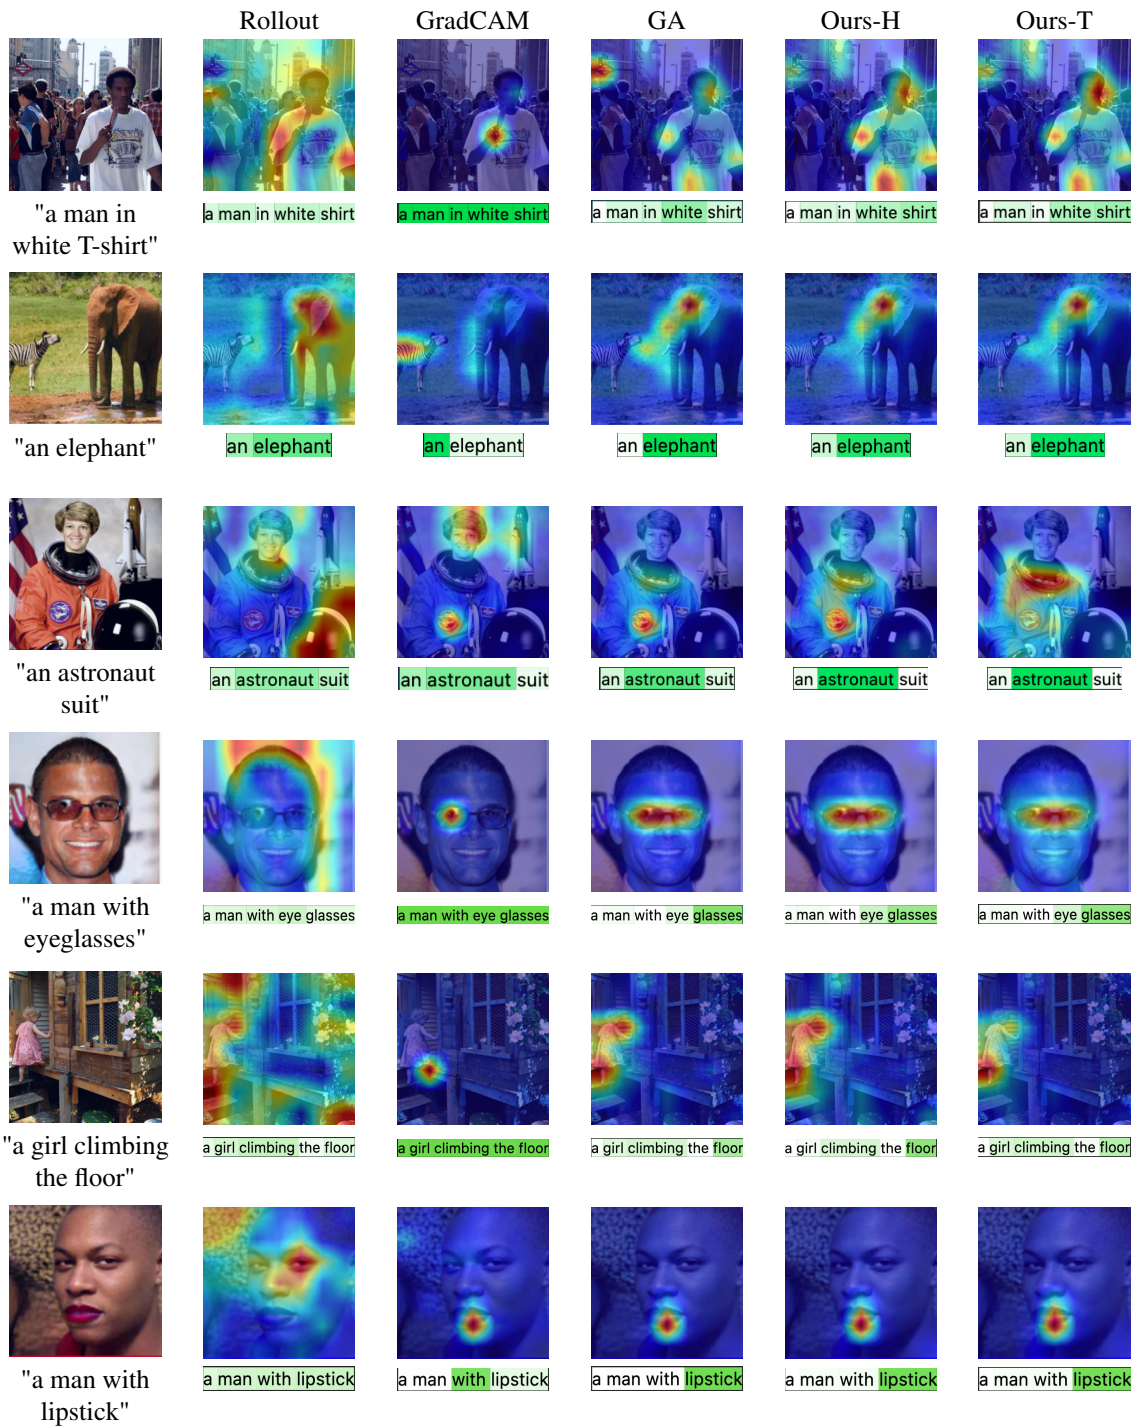 Rollout GradCAM GA Ours-H Ours-T
"a man in
white T-shirt"
a man in white shirt
a man in white shirt
a man in white shirt
a man in white shirt
a man in white shirt
"an elephant"
an elephant
an elephant
an elephant
an elephant
an elephant
"an astronaut
suit"
an astronaut suit
an astronaut suit
an astronaut suit
an astronaut suit
an astronaut suit
"a man with
eyeglasses"
a man with eye glasses
a man with eye glasses
a man with eye glasses
a man with eye glasses
a man with eye glasses
"a girl climbing
the floor"
a girl climbing the floor
a girl climbing the floor
a girl climbing the floor
a girl climbing the floor
a girl climbing the floor
"a man with
lipstick"
a man with lipstick
a man with lipstick
a man with lipstick
a man with lipstick
a man with lipstick